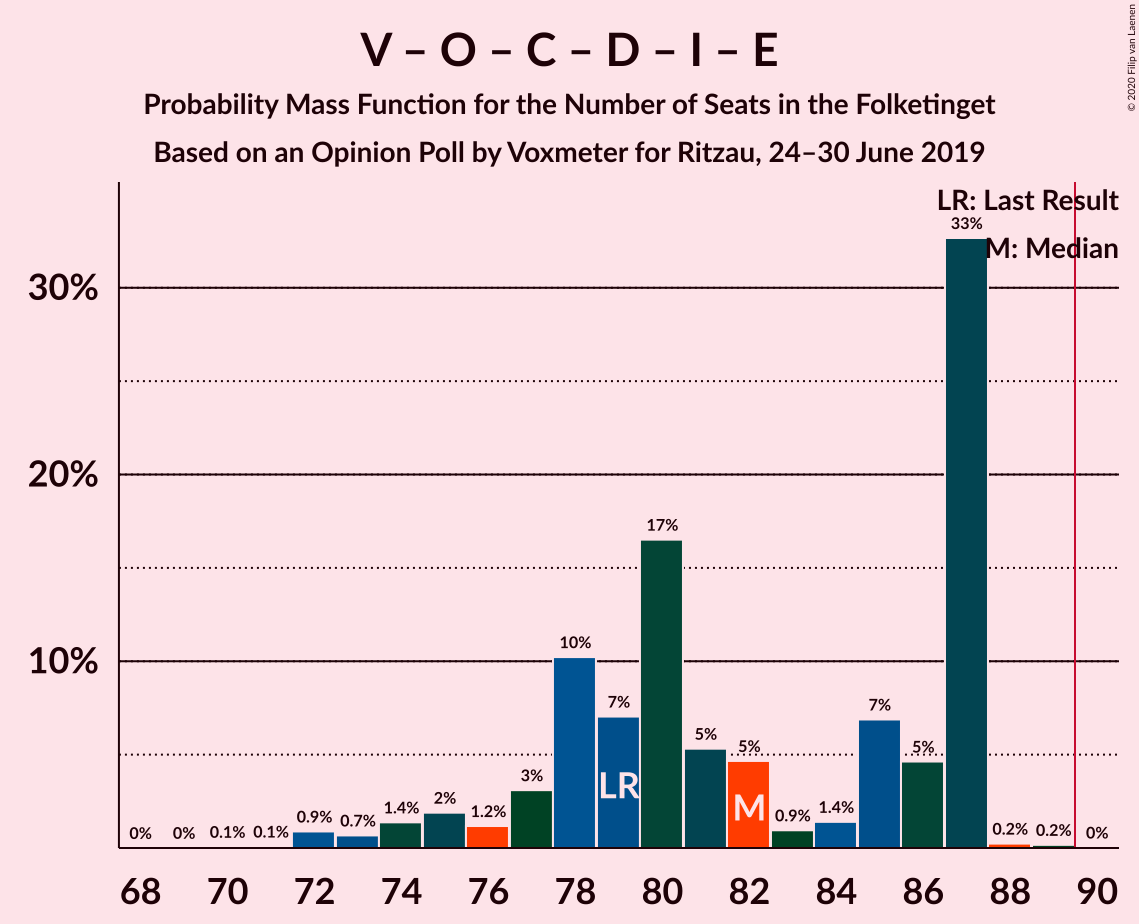 V – O – C – D – I – E
Probability Mass Function for the Number of Seats in the Folketinget
Based on an Opinion Poll by Voxmeter for Ritzau, 24–30 June 2019
© 2020 Filip van Laenen
LR: Last Result
M: Median
30%
20%
10%
0% 0% 0.1% 0.1% 0.9% 0.7% 1.4% 2% 1.2% 3% 10% 7% 17% 5% 5% 0.9% 1.4% 7% 5% 33% 0.2% 0.2% 0%
LR M
68 70 72 74 76 78 80 82 84 86 88 90